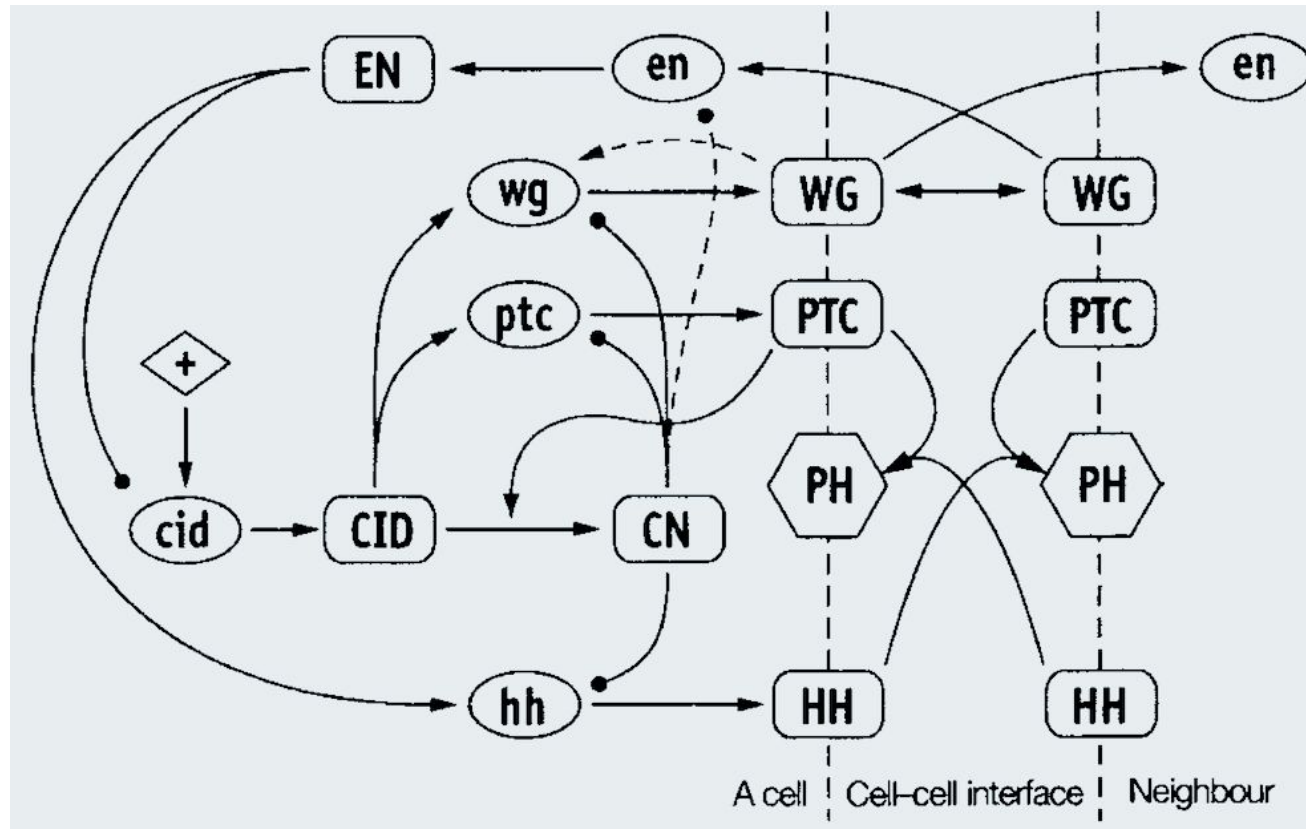 EN
en
en
wg
WG
WG
ptc
PTC
PTC
+
cid
CID
CN
PH
PH
hh
HH
HH
A cell
Cell–cell interface
Neighbour